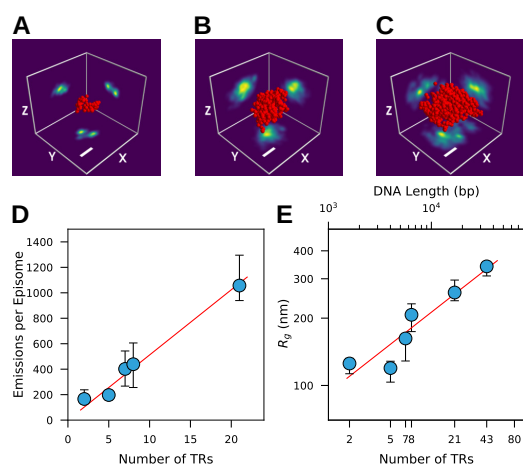 A B C
Z Y X
Z Y X
Z Y X
DNA Length (bp)
D E
10³ 10⁴
Emissions per Episome
1400
1200
1000
800
600
400
200
0
0 5 10 15 20
Number of TRs
R_g (nm)
400
300
200
100
2 5 7 8 21 43 80
Number of TRs